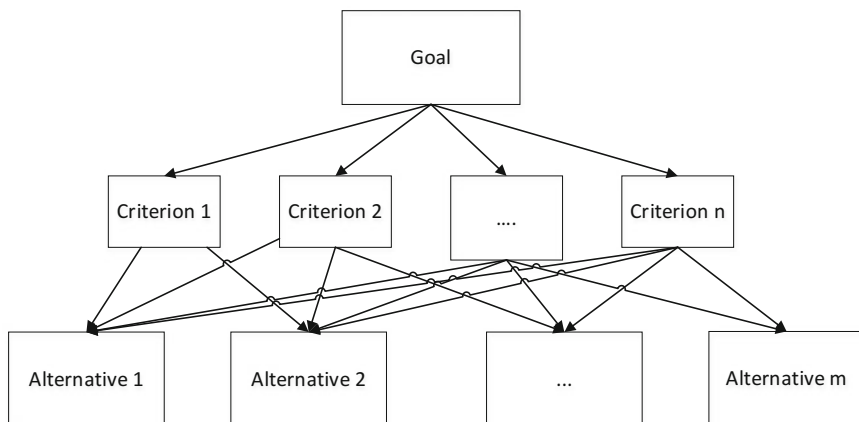 Goal
Criterion 1
Criterion 2
....
Criterion n
Alternative 1
Alternative 2
...
Alternative m